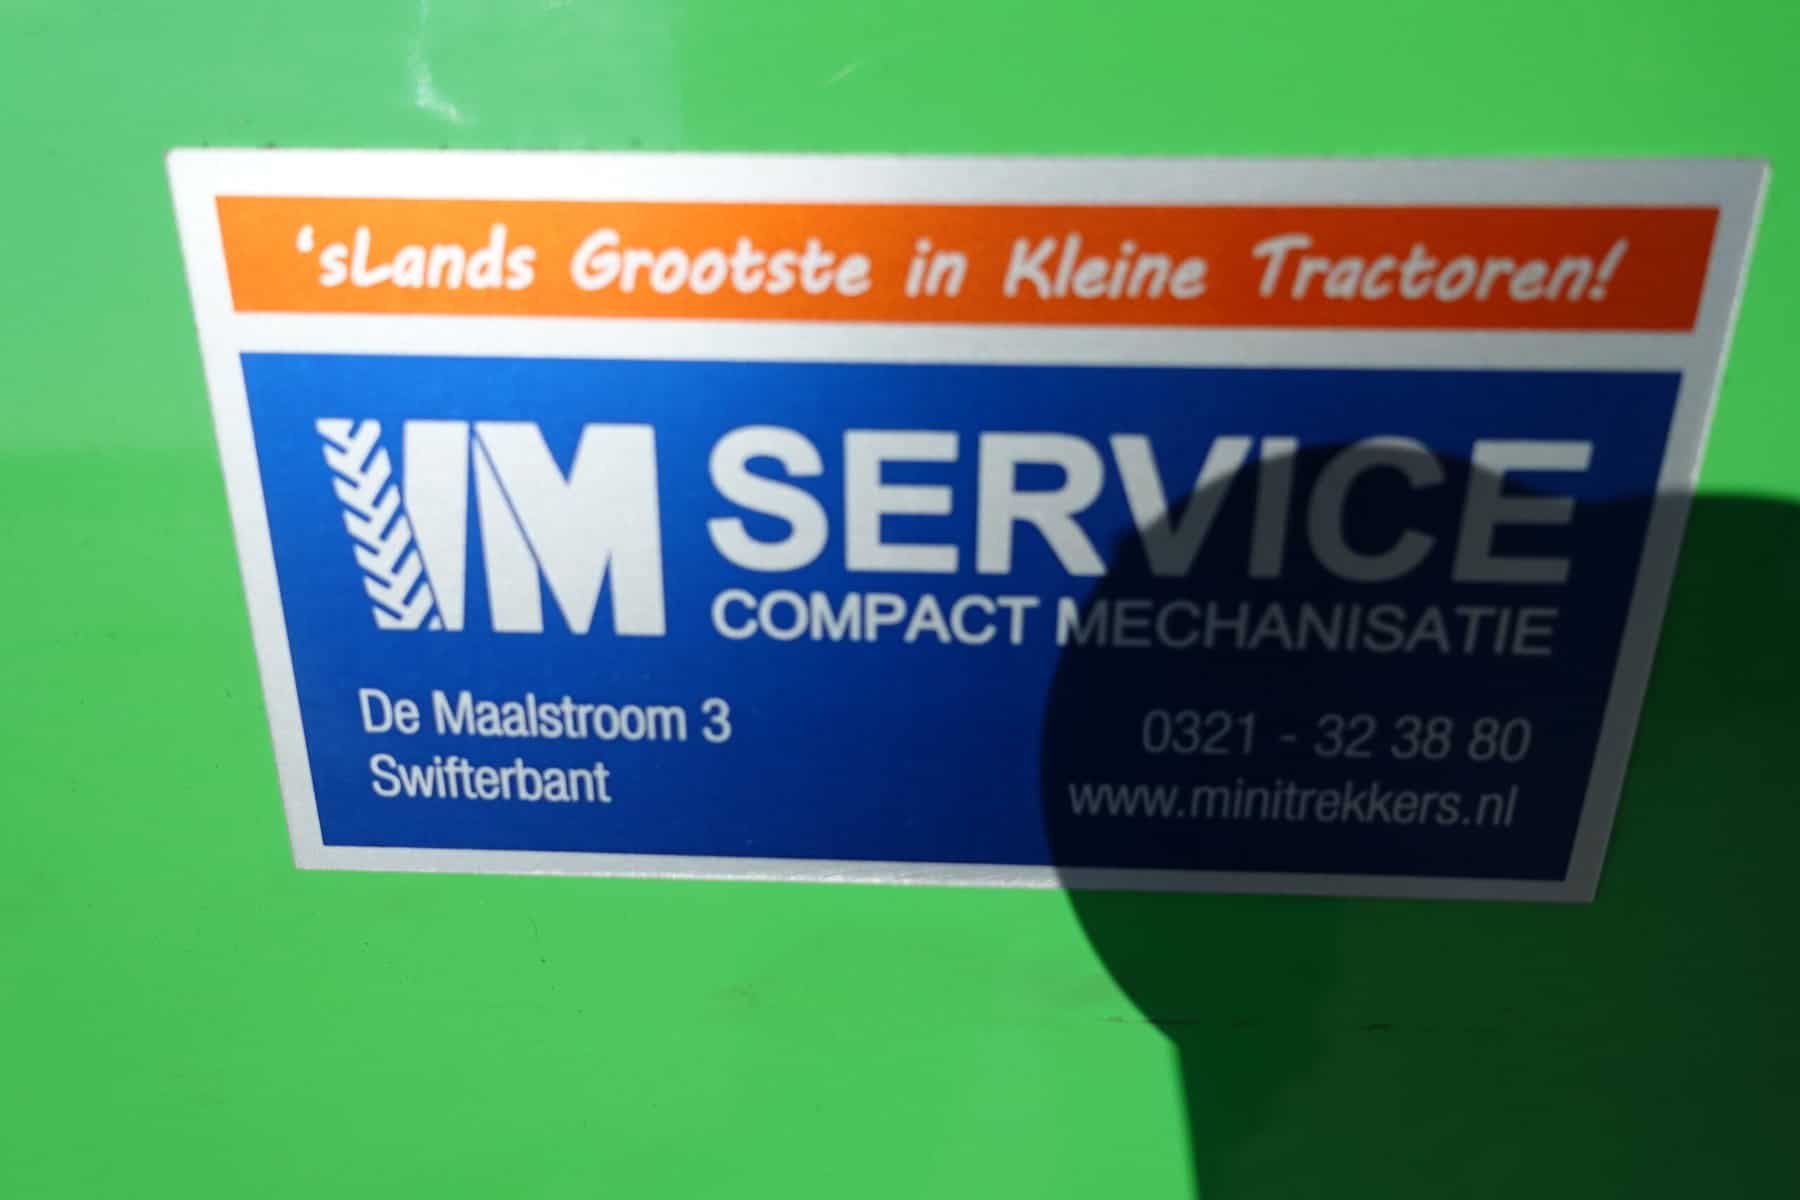 ‘sLands Grootste in Kleine Tractoren!
IM SERVICE
COMPACT MECHANISATIE
De Maalstroom 3
Swifterbant
0321 - 32 38 80
www.minitrekkers.nl